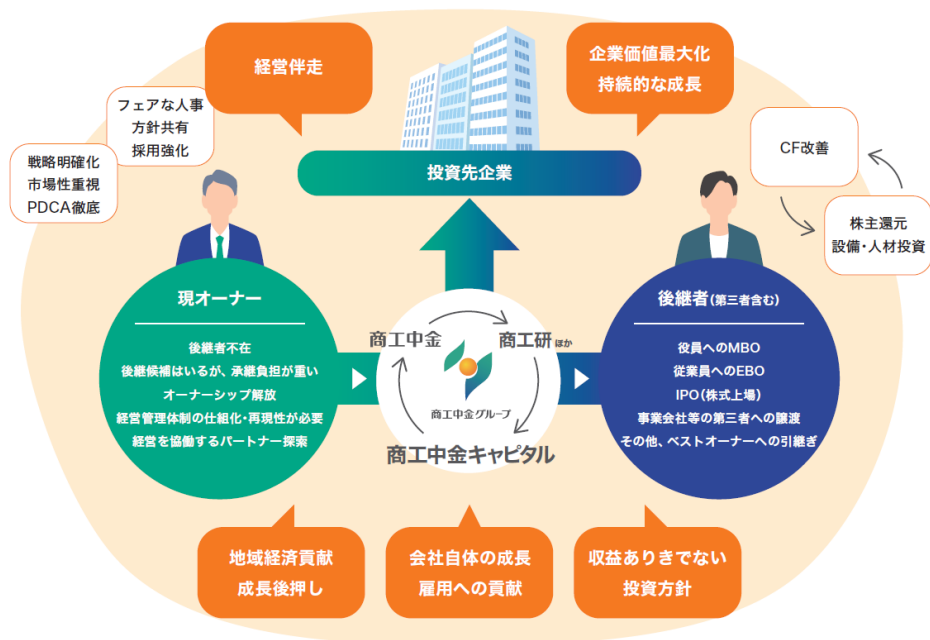 経営伴走
企業価値最大化
持続的な成長
フェアな人事
方針共有
採用強化
戦略明確化
市場性重視
PDCA徹底
投資先企業
CF改善
株主還元
設備・人材投資
現オーナー
後継者不在
後継候補はいるが、承継負担が重い
オーナーシップ解放
経営管理体制の仕組化・再現性が必要
経営を協働するパートナー探索
商工中金
商工研ほか
商工中金グループ
商工中金キャピタル
後継者(第三者含む)
役員へのMBO
従業員へのEBO
IPO(株式上場)
事業会社等の第三者への譲渡
その他、ベストオーナーへの引継ぎ
地域経済貢献
成長後押し
会社自体の成長
雇用への貢献
収益ありきでない
投資方針